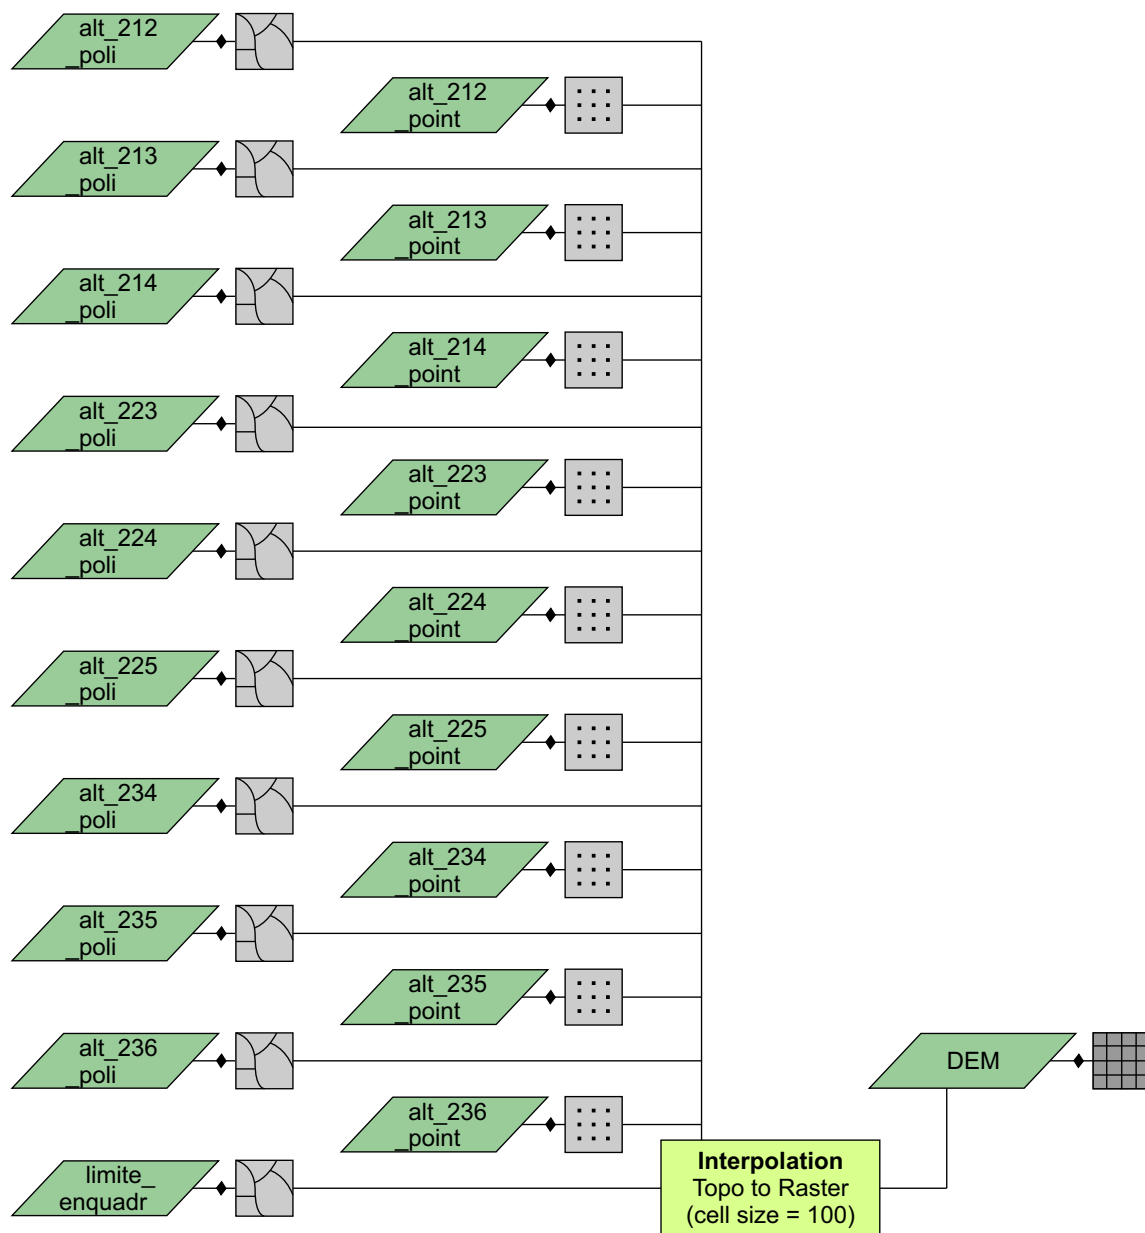 alt_212
_poli
alt_212
_point
alt_213
_poli
alt_213
_point
alt_214
_poli
alt_214
_point
alt_223
_poli
alt_223
_point
alt_224
_poli
alt_224
_point
alt_225
_poli
alt_225
_point
alt_234
_poli
alt_234
_point
alt_235
_poli
alt_235
_point
alt_236
_poli
DEM
alt_236
_point
limite_
enquadr
Interpolation
Topo to Raster
(cell size = 100)